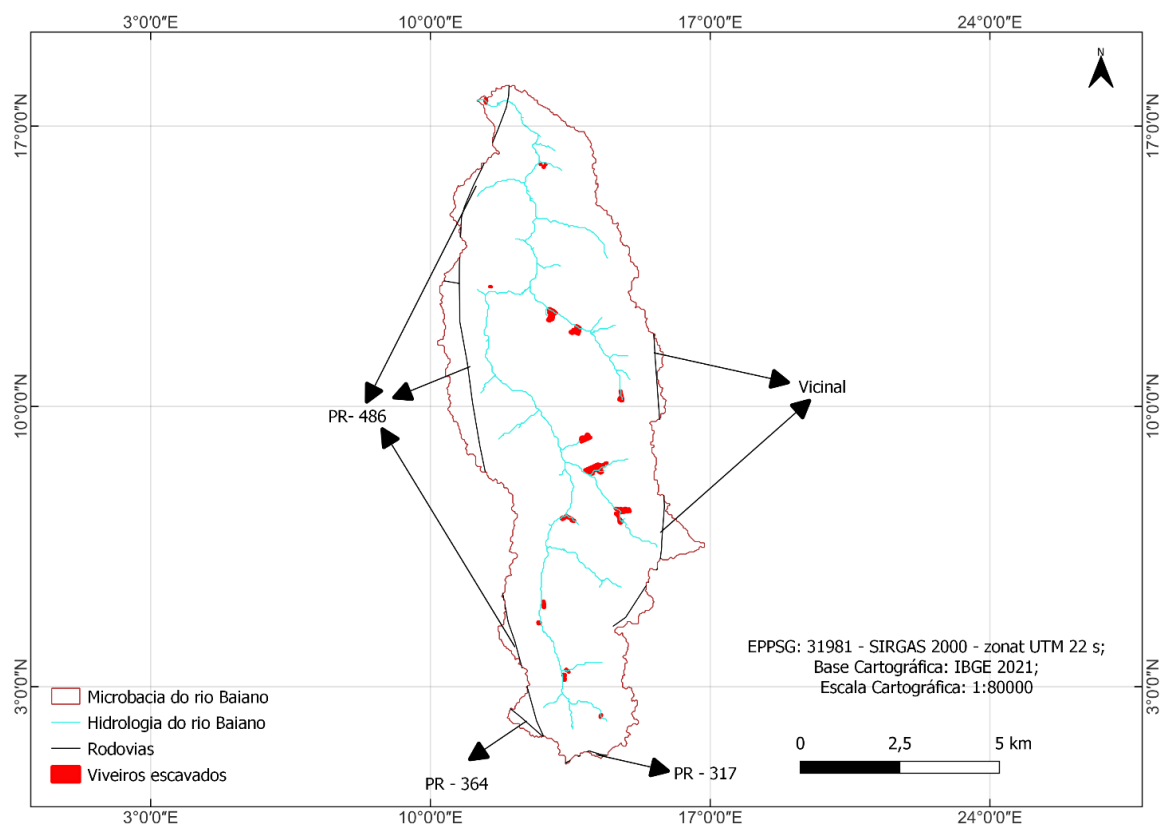 3°0'0"E
10°0'0"E
17°0'0"E
24°0'0"E
N
17°0'0"N
17°0'0"N
10°0'0"N
10°0'0"N
Vicinal
PR- 486
EPPSG: 31981 - SIRGAS 2000 - zonat UTM 22 s;
Base Cartográfica: IBGE 2021;
Escala Cartográfica: 1:80000
3°0'0"N
3°0'0"N
Microbacia do rio Baiano
Hidrologia do rio Baiano
Rodovias
Viveiros escavados
0 2,5 5 km
PR - 364
PR - 317
3°0'0"E
10°0'0"E
17°0'0"E
24°0'0"E